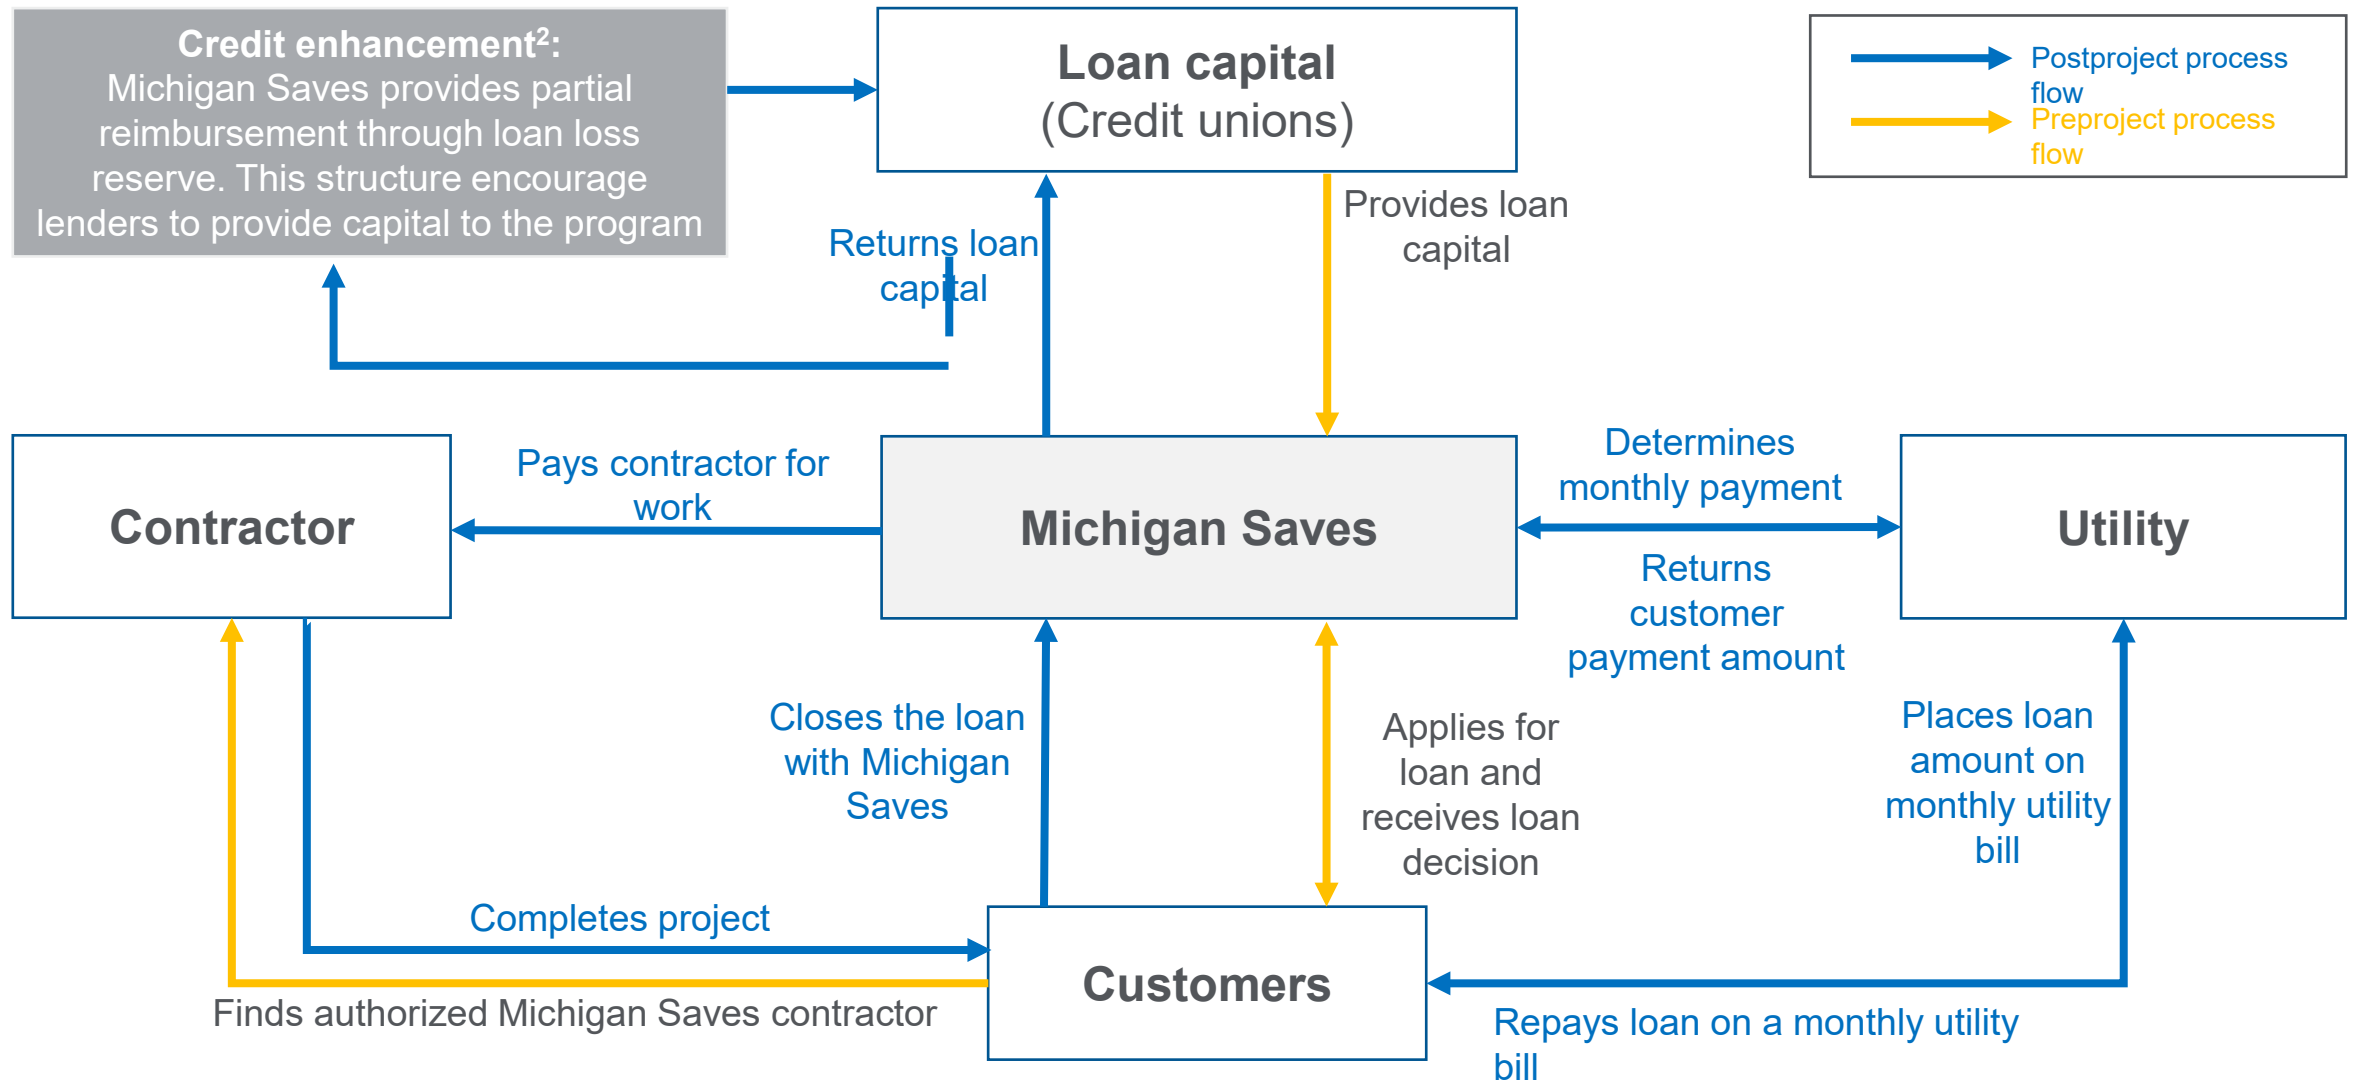 Credit enhancement²:
Michigan Saves provides partial
reimbursement through loan loss
reserve. This structure encourage
lenders to provide capital to the program
Loan capital
(Credit unions)
Postproject process
flow
Preproject process
flow
Returns loan
capital
Provides loan
capital
Contractor
Pays contractor for
work
Michigan Saves
Determines
monthly payment
Returns
customer
payment amount
Utility
Closes the loan
with Michigan
Saves
Applies for
loan and
receives loan
decision
Places loan
amount on
monthly utility
bill
Completes project
Finds authorized Michigan Saves contractor
Customers
Repays loan on a monthly utility
bill